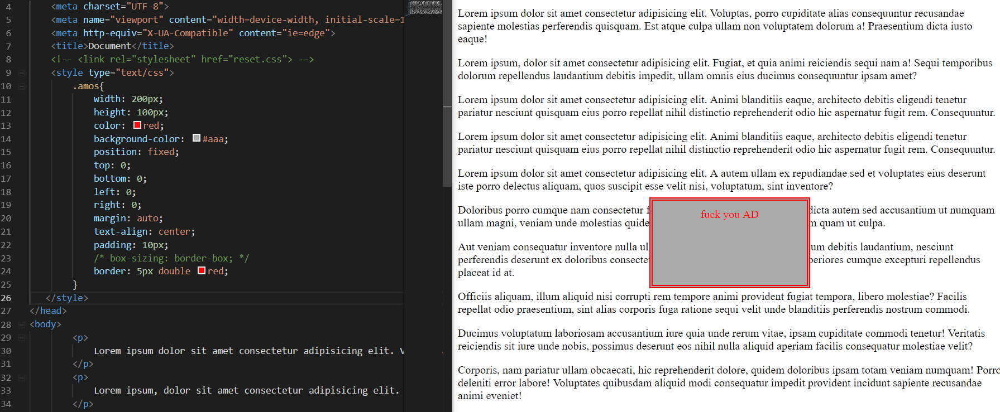 4 <meta charset="UTF-8">
5 <meta name="viewport" content="width=device-width, initial-scale=1
6 <meta http-equiv="X-UA-Compatible" content="ie=edge">
7 <title>Document</title>
8 <!-- <link rel="stylesheet" href="reset.css"> -->
9 <style type="text/css">
10 .amos{
11 width: 200px;
12 height: 100px;
13 color: red;
14 background-color: #aaa;
15 position: fixed;
16 top: 0;
17 bottom: 0;
18 left: 0;
19 right: 0;
20 margin: auto;
21 text-align: center;
22 padding: 10px;
23 /* box-sizing: border-box; */
24 border: 5px double red;
25 }
26 </style>
27 </head>
28 <body>
29 <p>
30 Lorem ipsum dolor sit amet consectetur adipisicing elit. V
31 </p>
32 <p>
33 Lorem ipsum, dolor sit amet consectetur adipisicing elit.
34 </p>
Lorem ipsum dolor sit amet consectetur adipisicing elit. Voluptas, porro cupiditate alias consequuntur recusandae
sapiente molestias perferendis quisquam. Est atque culpa ullam non voluptatem dolorum a! Praesentium dicta iusto
eaque!
Lorem ipsum, dolor sit amet consectetur adipisicing elit. Fugiat, et quia animi reiciendis sequi nam a! Sequi temporibus
dolorum repellendus laudantium debitis impedit, ullam omnis eius ducimus consequuntur ipsam amet?
Lorem ipsum dolor sit amet consectetur adipisicing elit. Animi blanditiis eaque, architecto debitis eligendi tenetur
pariatur nesciunt quisquam eius porro repellat nihil distinctio reprehenderit odio hic aspernatur fugit rem. Consequuntur.
Lorem ipsum dolor sit amet consectetur adipisicing elit. Animi blanditiis eaque, architecto debitis eligendi tenetur
pariatur nesciunt quisquam eius porro repellat nihil distinctio reprehenderit odio hic aspernatur fugit rem. Consequuntur.
Lorem ipsum dolor sit amet consectetur adipisicing elit. A autem ullam ex repudiandae sed et voluptates eius deserunt
iste porro delectus aliquam, quos suscipit esse velit nisi, voluptatum, sint inventore?
Doloribus porro cumque nam consectetur f dicta autem sed accusantium ut numquam
fuck you AD
ullam magni, veniam unde molestias quide m quam ut culpa.
Aut veniam consequatur inventore nulla ul um debitis laudantium, nesciunt
perferendis deserunt ex doloribus consectet periores cumque excepturi repellendus
placeat id at.
Officiis aliquam, illum aliquid nisi corrupti rem tempore animi provident fugiat tempora, libero molestiae? Facilis
repellat odio praesentium, sint alias corporis fuga ratione sequi velit unde blanditiis perferendis nostrum commodi.
Ducimus voluptatum laboriosam accusantium iure quia unde rerum vitae, ipsam cupiditate commodi tenetur! Veritatis
reiciendis sit iure unde nobis, possimus deserunt eos nihil nulla aliquid aperiam facilis consequatur molestiae velit?
Corporis, nam pariatur ullam obcaecati, hic reprehenderit dolore, quidem doloribus ipsam totam veniam numquam! Porro
deleniti error labore! Voluptates quibusdam aliquid modi consequatur impedit provident incidunt sapiente recusandae
animi eveniet!